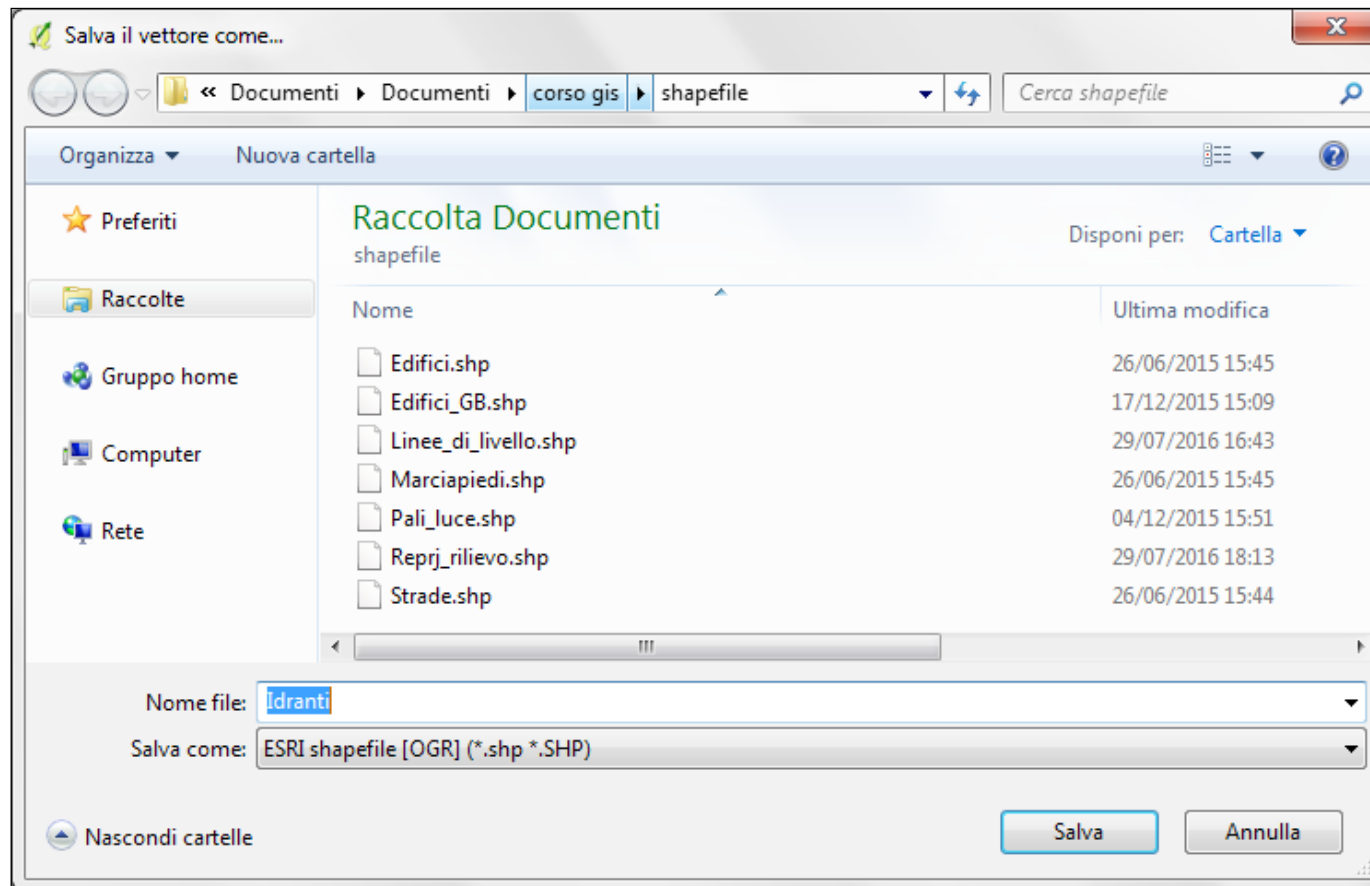 Salva il vettore come...
« Documenti ▸ Documenti ▸ corso gis ▸ shapefile
Cerca shapefile
Organizza
Nuova cartella
Preferiti
Raccolte
Gruppo home
Computer
Rete
Raccolta Documenti
shapefile
Disponi per: Cartella
Nome Ultima modifica
Edifici.shp 26/06/2015 15:45
Edifici_GB.shp 17/12/2015 15:09
Linee_di_livello.shp 29/07/2016 16:43
Marciapiedi.shp 26/06/2015 15:45
Pali_luce.shp 04/12/2015 15:51
Reprj_rilievo.shp 29/07/2016 18:13
Strade.shp 26/06/2015 15:44
Nome file: Idranti
Salva come: ESRI shapefile [OGR] (*.shp *.SHP)
Nascondi cartelle
Salva
Annulla